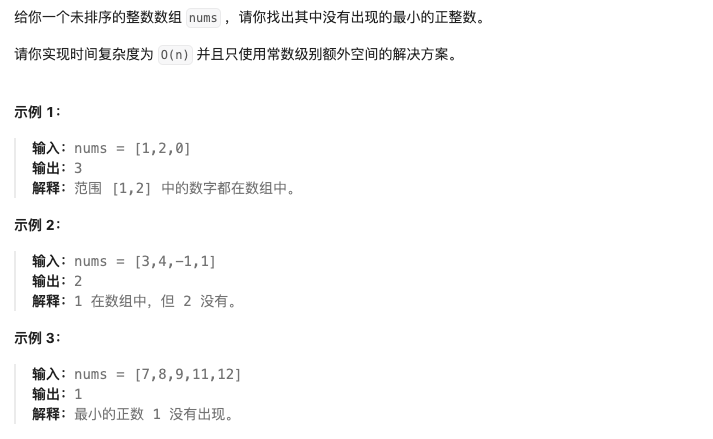 给你一个未排序的整数数组 nums ，请你找出其中没有出现的最小的正整数。
请你实现时间复杂度为 O(n) 并且只使用常数级别额外空间的解决方案。
示例 1：
输入：nums = [1,2,0]
输出：3
解释：范围 [1,2] 中的数字都在数组中。
示例 2：
输入：nums = [3,4,-1,1]
输出：2
解释：1 在数组中，但 2 没有。
示例 3：
输入：nums = [7,8,9,11,12]
输出：1
解释：最小的正数 1 没有出现。